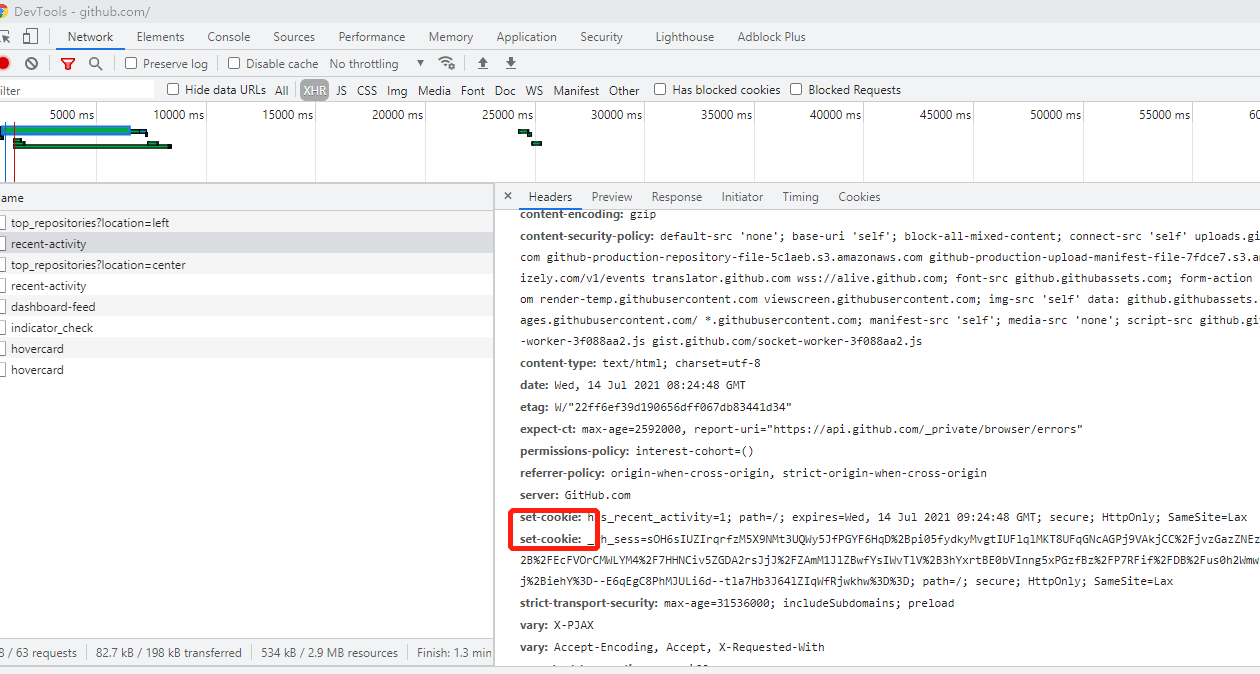 DevTools - github.com/
Network Elements Console Sources Performance Memory Application Security Lighthouse Adblock Plus
Preserve log Disable cache No throttling
ilter Hide data URLs All XHR JS CSS Img Media Font Doc WS Manifest Other Has blocked cookies Blocked Requests
5000 ms 10000 ms 15000 ms 20000 ms 25000 ms 30000 ms 35000 ms 40000 ms 45000 ms 50000 ms 55000 ms 60
ame
top_repositories?location=left
recent-activity
top_repositories?location=center
recent-activity
dashboard-feed
indicator_check
hovercard
hovercard
8 / 63 requests 82.7 kB / 198 kB transferred 534 kB / 2.9 MB resources Finish: 1.3 min
× Headers Preview Response Initiator Timing Cookies
content-encoding: gzip
content-security-policy: default-src 'none'; base-uri 'self'; block-all-mixed-content; connect-src 'self' uploads.gi
com github-production-repository-file-5c1aeb.s3.amazonaws.com github-production-upload-manifest-file-7fdce7.s3.am
izely.com/v1/events translator.github.com wss://alive.github.com; font-src github.githubassets.com; form-action
om render-temp.githubusercontent.com viewscreen.githubusercontent.com; img-src 'self' data: github.githubassets.
ages.githubusercontent.com/ *.githubusercontent.com; manifest-src 'self'; media-src 'none'; script-src github.git
-worker-3f088aa2.js gist.github.com/socket-worker-3f088aa2.js
content-type: text/html; charset=utf-8
date: Wed, 14 Jul 2021 08:24:48 GMT
etag: W/"22ff6ef39d190656dff067db83441d34"
expect-ct: max-age=2592000, report-uri="https://api.github.com/_private/browser/errors"
permissions-policy: interest-cohort=()
referrer-policy: origin-when-cross-origin, strict-origin-when-cross-origin
server: GitHub.com
set-cookie: h s_recent_activity=1; path=/; expires=Wed, 14 Jul 2021 09:24:48 GMT; secure; HttpOnly; SameSite=Lax
set-cookie: _ h_sess=sOH6sIUZIrqrfzM5X9NMt3UQWy5JfPGYF6HqD%2Bpi05fydkyMvgtIUFlqlMKT8UFqGNcAGPj9VAkjCC%2FjvzGazZNEz
2B%2FEcFVOrCMWLYM4%2F7HHNCiv5ZGDA2rsJjJ%2FZAmM1JlZBwfYsIWvTlV%2B3hYxrtBE0bVInng5xPGzfBz%2FP7RFif%2FDB%2Fus0h2Wmw
j%2BiehY%3D--E6qEgC8PhMJULi6d--tla7Hb3J64lZIqWfRjwkhw%3D%3D; path=/; secure; HttpOnly; SameSite=Lax
strict-transport-security: max-age=31536000; includeSubdomains; preload
vary: X-PJAX
vary: Accept-Encoding, Accept, X-Requested-With